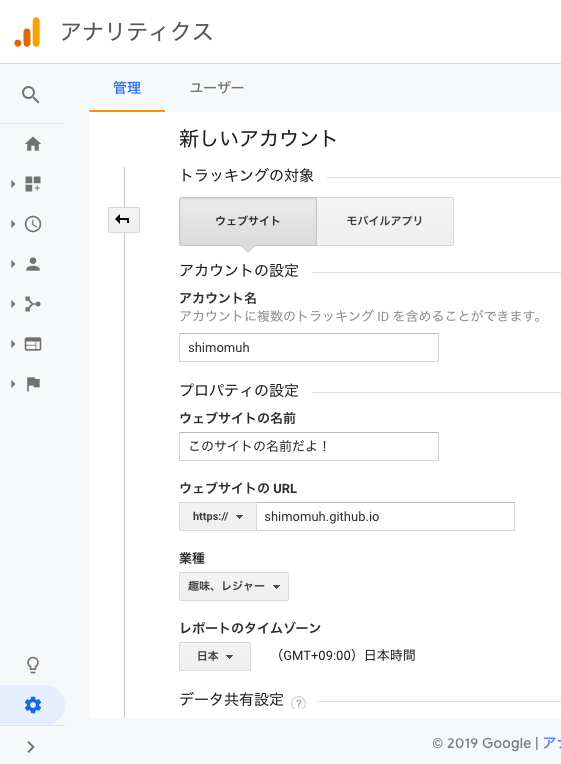 アナリティクス
管理 ユーザー
新しいアカウント
トラッキングの対象
ウェブサイト モバイルアプリ
アカウントの設定
アカウント名
アカウントに複数のトラッキング ID を含めることができます。
shimomuh
プロパティの設定
ウェブサイトの名前
このサイトの名前だよ!
ウェブサイトの URL
https:// shimomuh.github.io
業種
趣味、レジャー
レポートのタイムゾーン
日本 (GMT+09:00) 日本時間
データ共有設定 ?
© 2019 Google | アナ